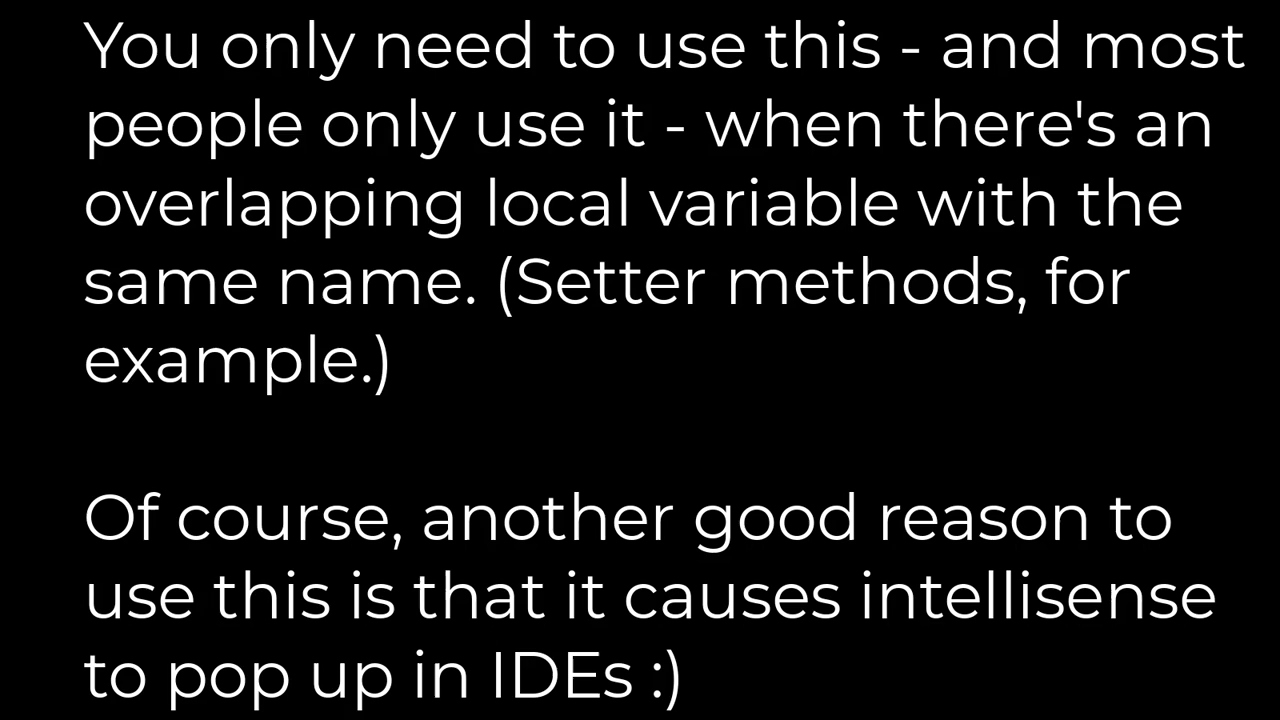 You only need to use this - and most
people only use it - when there's an
overlapping local variable with the
same name. (Setter methods, for
example.)
Of course, another good reason to
use this is that it causes intellisense
to pop up in IDEs :)